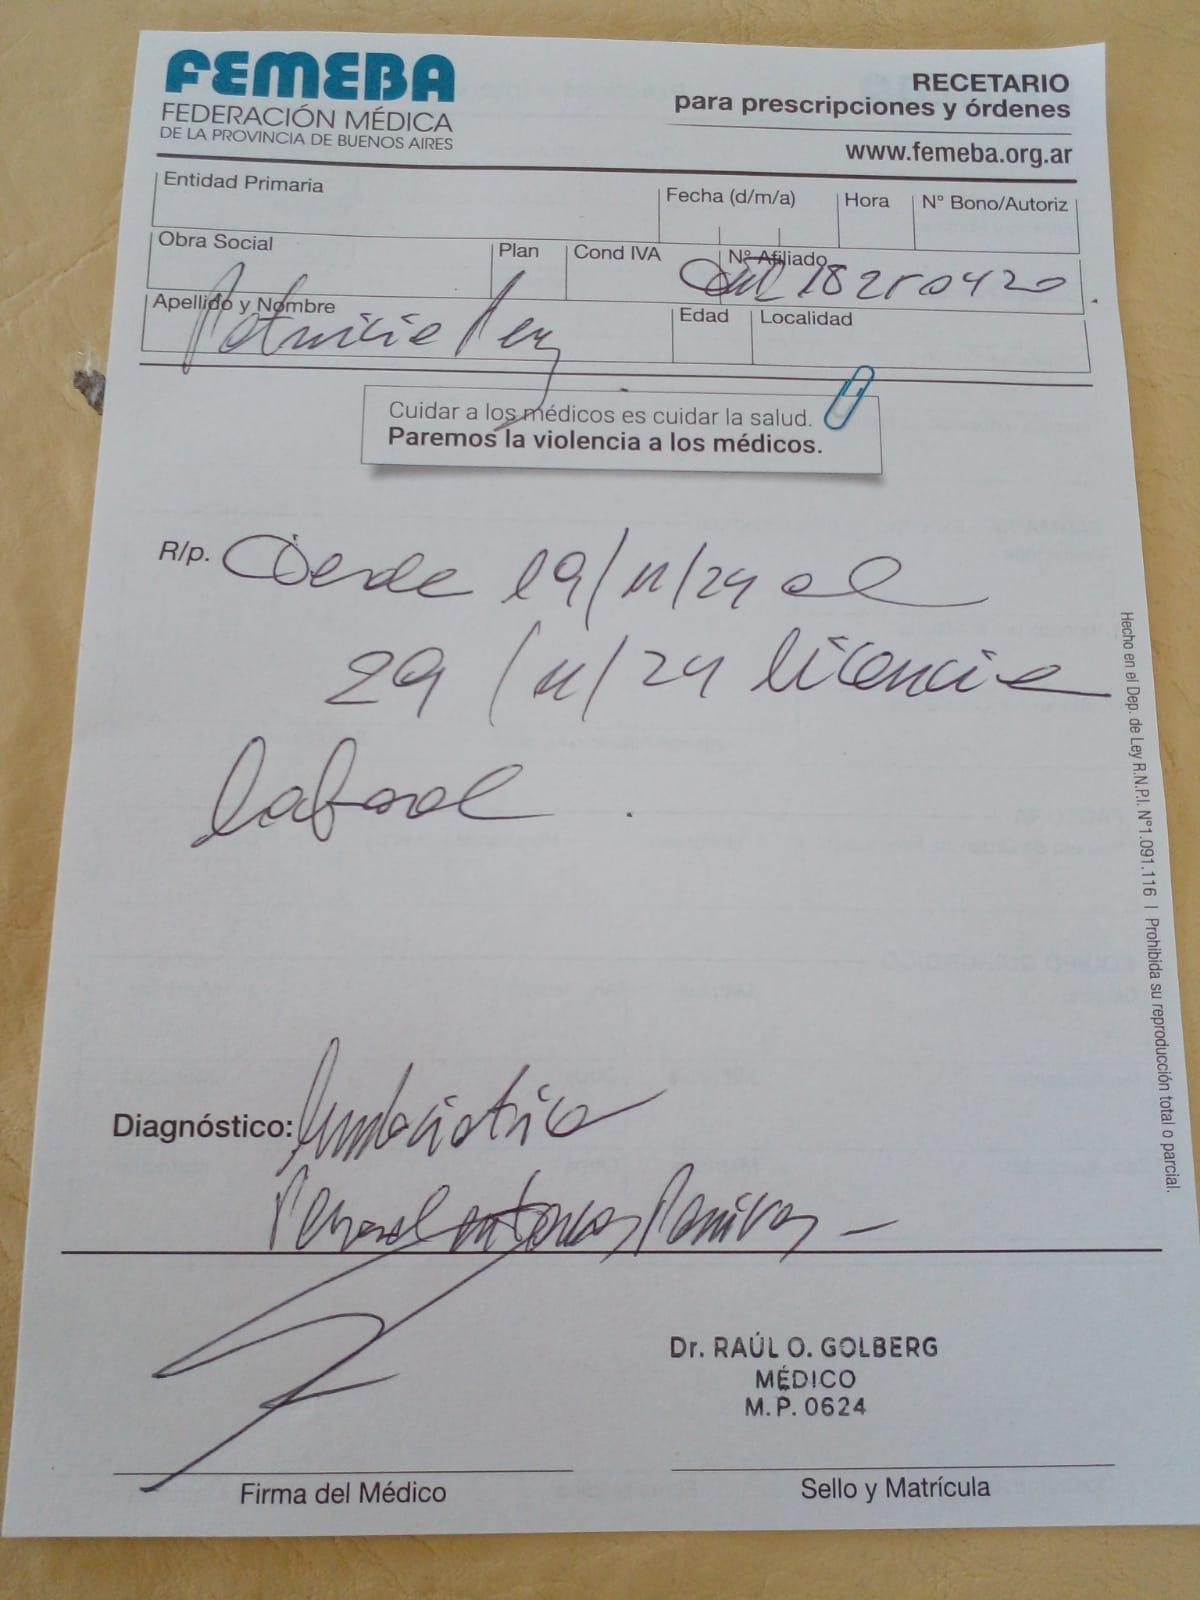 FEMEBA
FEDERACIÓN MÉDICA
DE LA PROVINCIA DE BUENOS AIRES
RECETARIO
para prescripciones y órdenes
www.femeba.org.ar
Entidad Primaria
Fecha (d/m/a)
Hora
N° Bono/Autoriz
Obra Social
Plan
Cond IVA
N° Afiliado
18250420
Apellido y Nombre
Patricia
Edad
Localidad
Cuidar a los médicos es cuidar la salud.
Paremos la violencia a los médicos.
R/p. Desde 19/11/24 al
29/11/24 licencia
laboral.
Diagnóstico:
Dr. RAÚL O. GOLBERG
MÉDICO
M.P. 0624
Firma del Médico
Sello y Matrícula
Hecho en el Dep. de Ley R.N.P.I. N°1.091.116 | Prohibida su reproducción total o parcial.